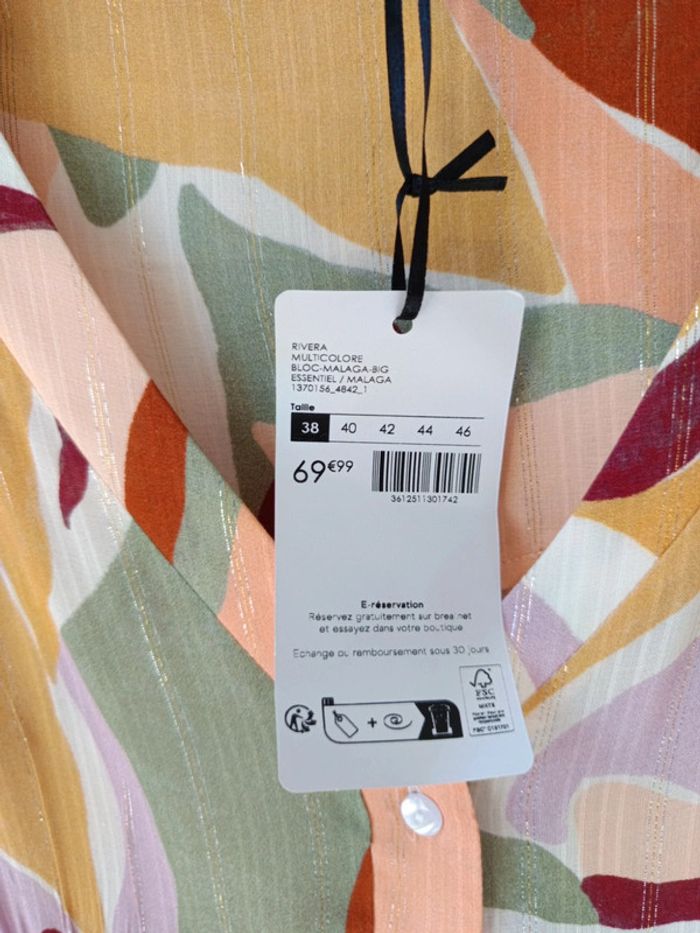 RIVERA
MULTICOLORE
BLOC-MALAGA-BIG
ESSENTIEL / MALAGA
1370156_4842_1
Taille
38 40 42 44 46
69€99
3612511301742
E-réservation
Réservez gratuitement sur brea.net
et essayez dans votre boutique
Echange ou remboursement sous 30 jours
+
FSC
MIXTE